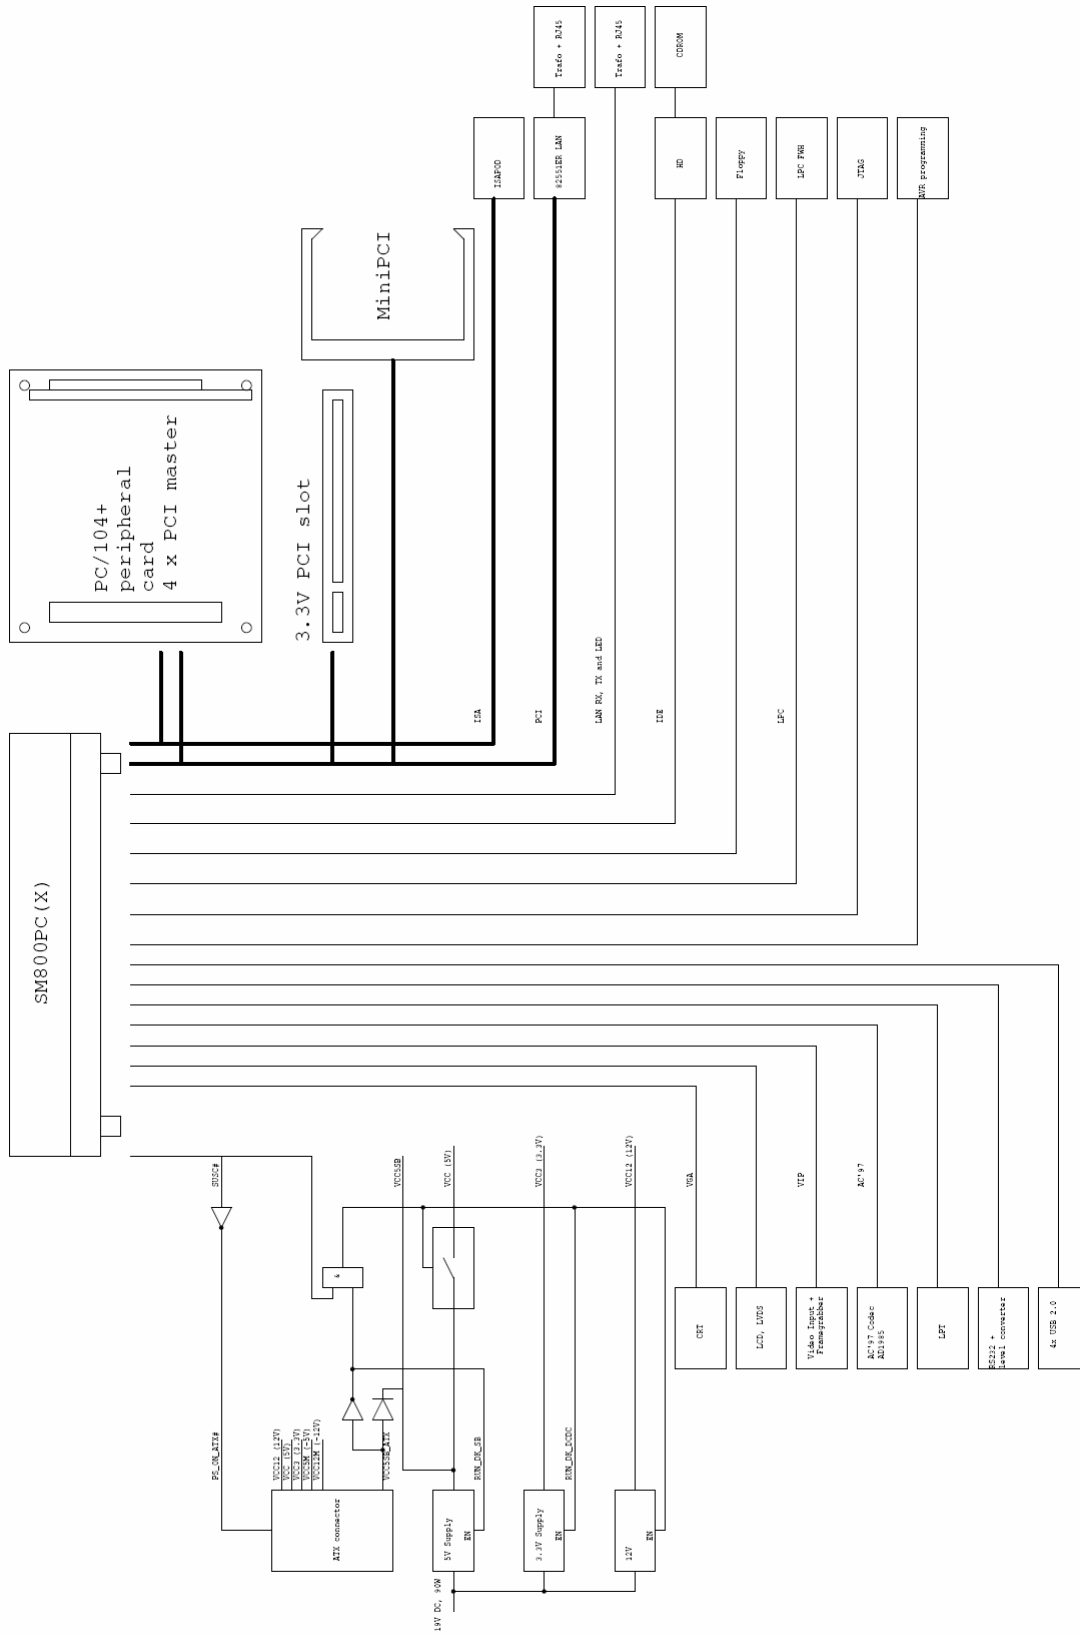 Trafo + RJ45
Trafo + RJ45
CDROM
ISAPOD
82551ER LAN
HD
Floppy
LPC FWH
JTAG
AVR programming
MiniPCI
PC/104+
peripheral
card
4 x PCI master
3.3V PCI slot
ISA
PCI
LAN RX, TX and LED
IDE
LPC
SM800PC(X)
SUSC#
VCC5SB
VCC (5V)
VCC3 (3.3V)
VCC12 (12V)
VGA
VIP
AC'97
&
CRT
LCD, LVDS
Video Input +
Framegrabber
AC'97 Codec
AD1985
LPT
RS232 +
level converter
4x USB 2.0
PS_ON_ATX#
VCC12 (12V)
VCC (5V)
VCC3 (3.3V)
VCC5M (-5V)
VCC12M (-12V)
VCC5SB_ATX
RUN_DK_SB
RUN_DK_DCDC
ATX connector
5V Supply
EN
3.3V Supply
EN
12V
EN
19V DC, 90W